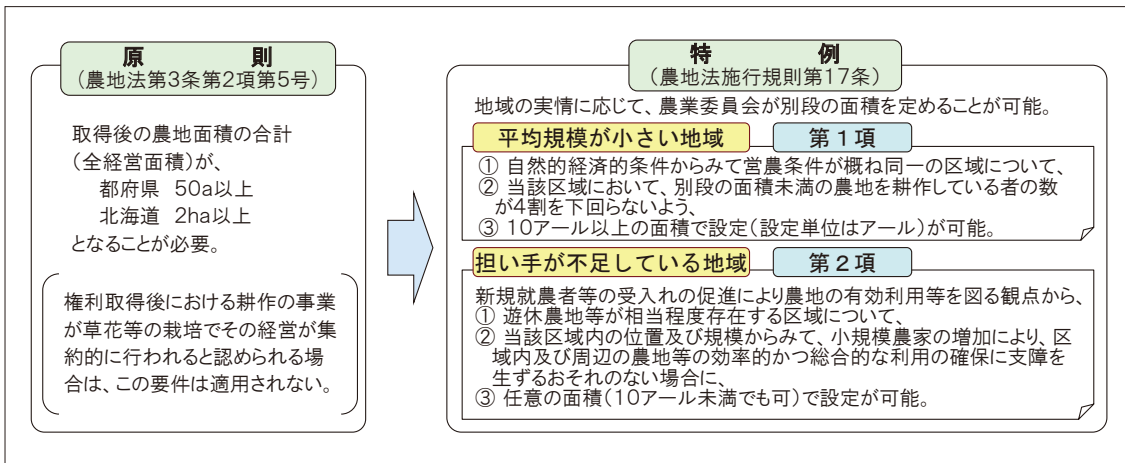 原　　則
（農地法第3条第2項第5号）
取得後の農地面積の合計
（全経営面積）が、
都府県　50a以上
北海道　2ha以上
となることが必要。
権利取得後における耕作の事業
が草花等の栽培でその経営が集
約的に行われると認められる場
合は、この要件は適用されない。
特　　例
（農地法施行規則第17条）
地域の実情に応じて、農業委員会が別段の面積を定めることが可能。
平均規模が小さい地域　第1項
① 自然的経済的条件からみて営農条件が概ね同一の区域について、
② 当該区域において、別段の面積未満の農地を耕作している者の数
が4割を下回らないよう、
③ 10アール以上の面積で設定（設定単位はアール）が可能。
担い手が不足している地域　第2項
新規就農者等の受入れの促進により農地の有効利用等を図る観点から、
① 遊休農地等が相当程度存在する区域について、
② 当該区域内の位置及び規模からみて、小規模農家の増加により、区
域内及び周辺の農地等の効率的かつ総合的な利用の確保に支障を
生ずるおそれのない場合に、
③ 任意の面積（10アール未満でも可）で設定が可能。